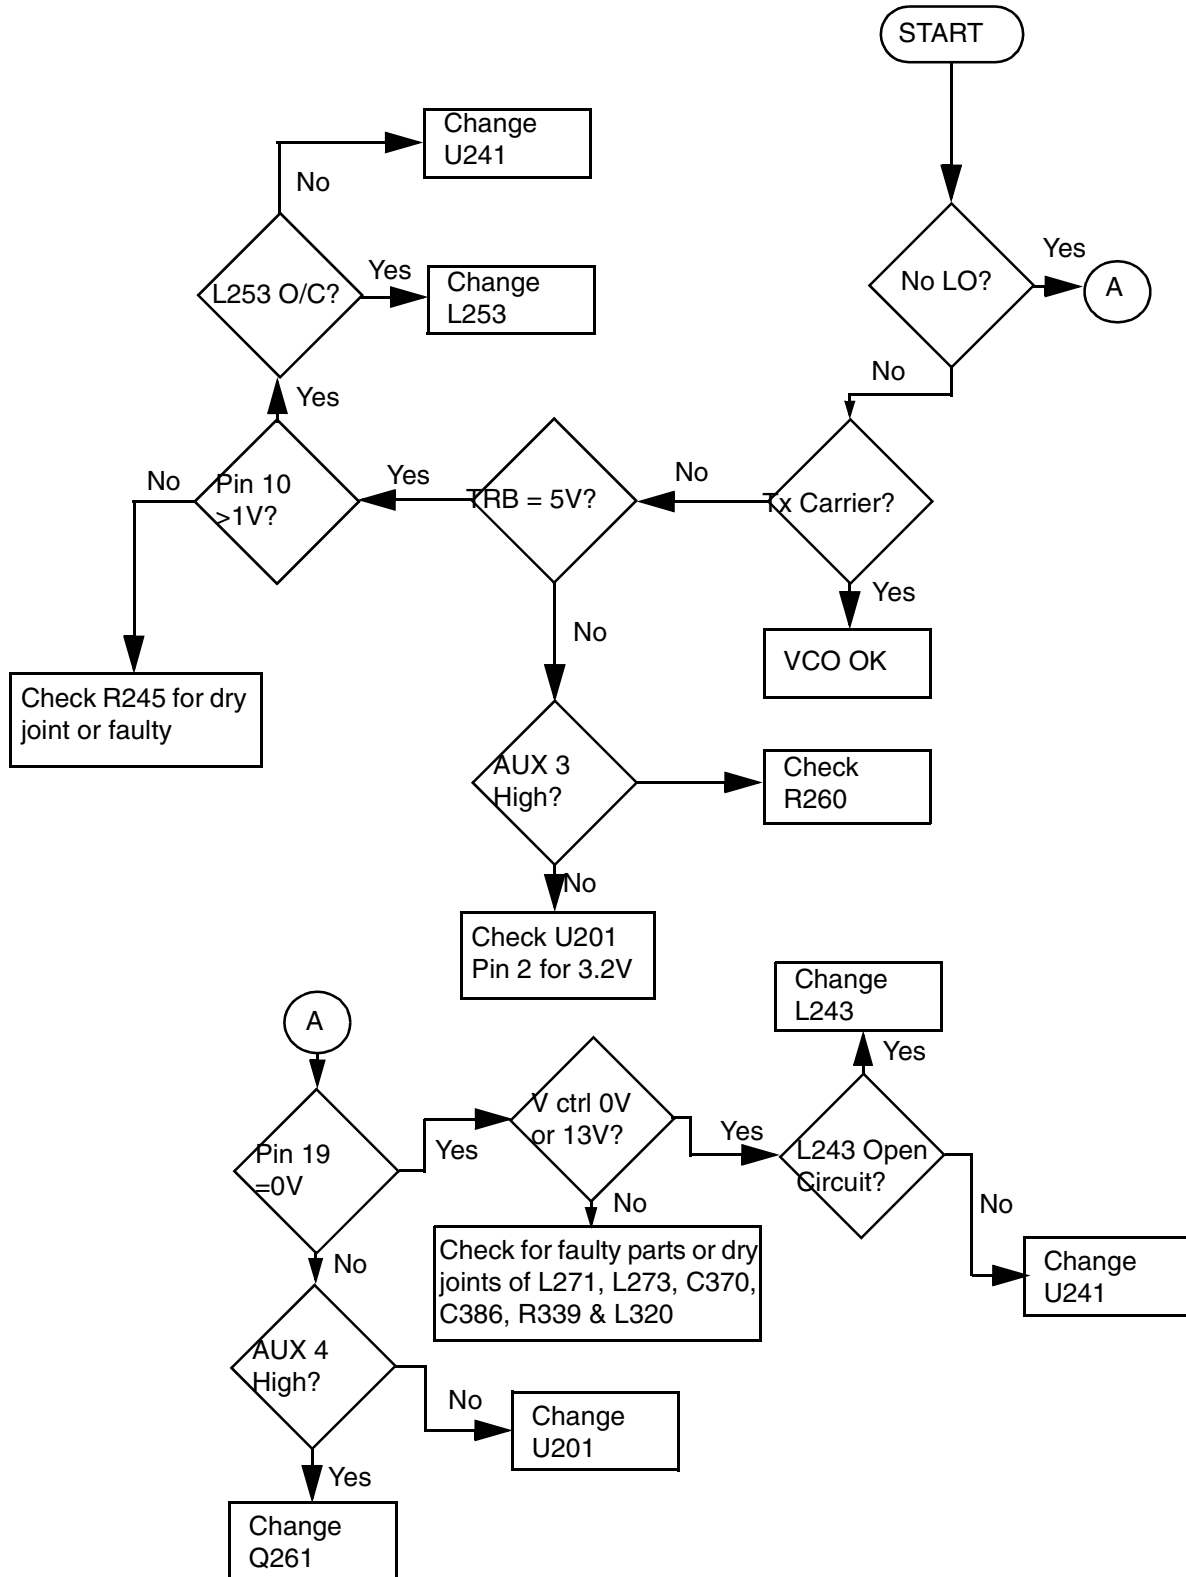 START
No LO?
Yes
A
No
Tx Carrier?
Yes
VCO OK
No
TRB = 5V?
Yes
Pin 10
>1V?
Yes
L253 O/C?
No
Change
U241
Yes
Change
L253
No
Check R245 for dry
joint or faulty
No
AUX 3
High?
Check
R260
No
Check U201
Pin 2 for 3.2V
A
Pin 19
=0V
Yes
V ctrl 0V
or 13V?
Yes
L243 Open
Circuit?
Yes
Change
L243
No
Change
U241
No
Check for faulty parts or dry
joints of L271, L273, C370,
C386, R339 & L320
No
AUX 4
High?
No
Change
U201
Yes
Change
Q261